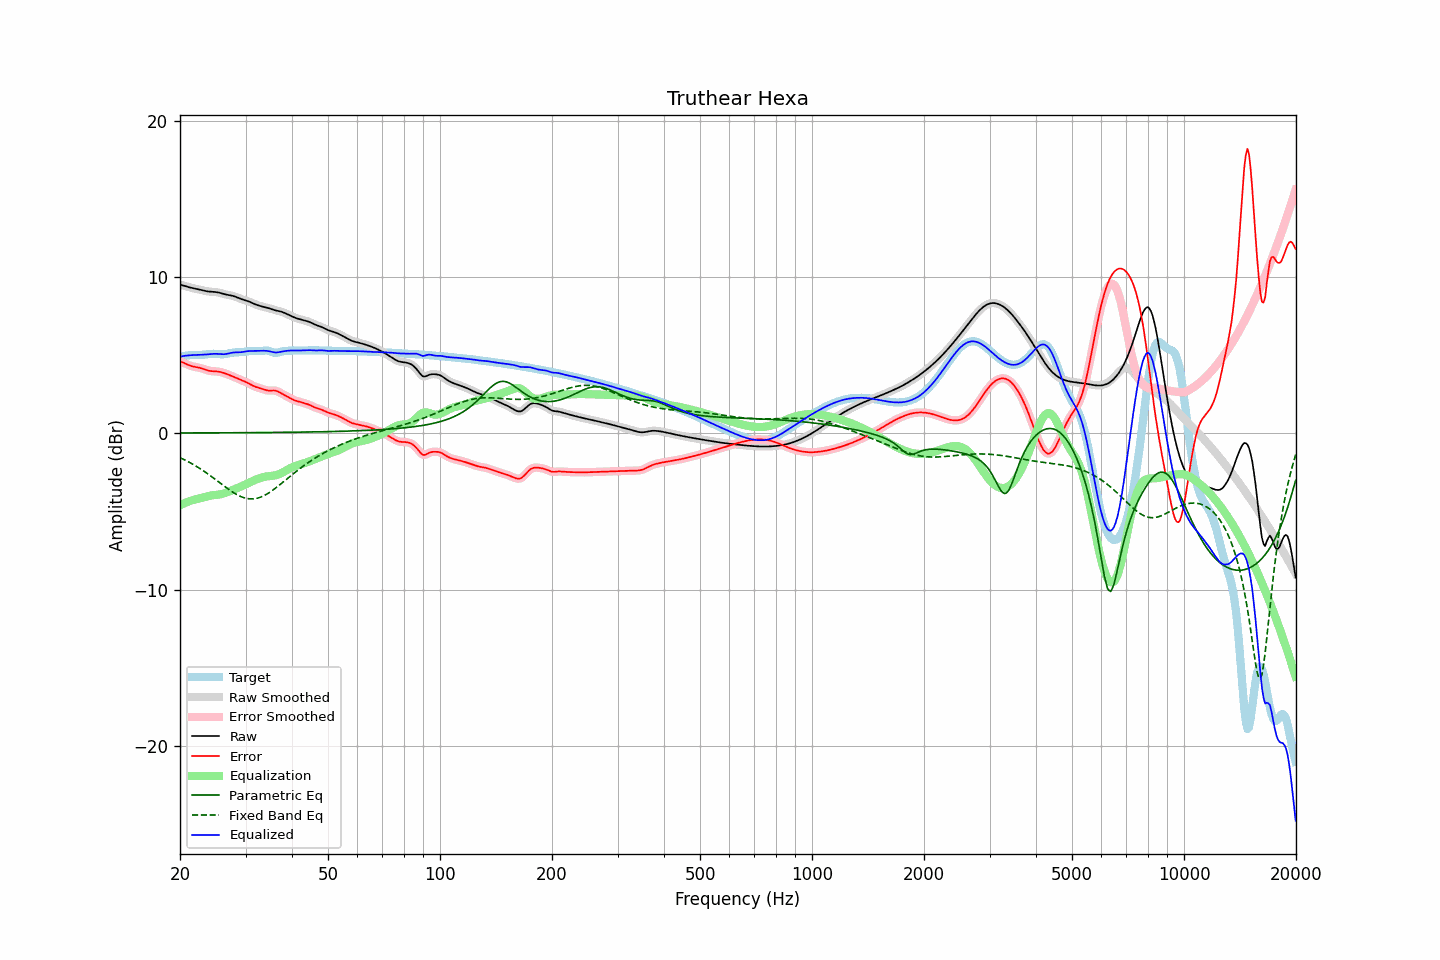 Truthear Hexa
20
10
0
−10
−20
Amplitude (dBr)
Target
Raw Smoothed
Error Smoothed
Raw
Error
Equalization
Parametric Eq
Fixed Band Eq
Equalized
20 50 100 200 500 1000 2000 5000 10000 20000
Frequency (Hz)